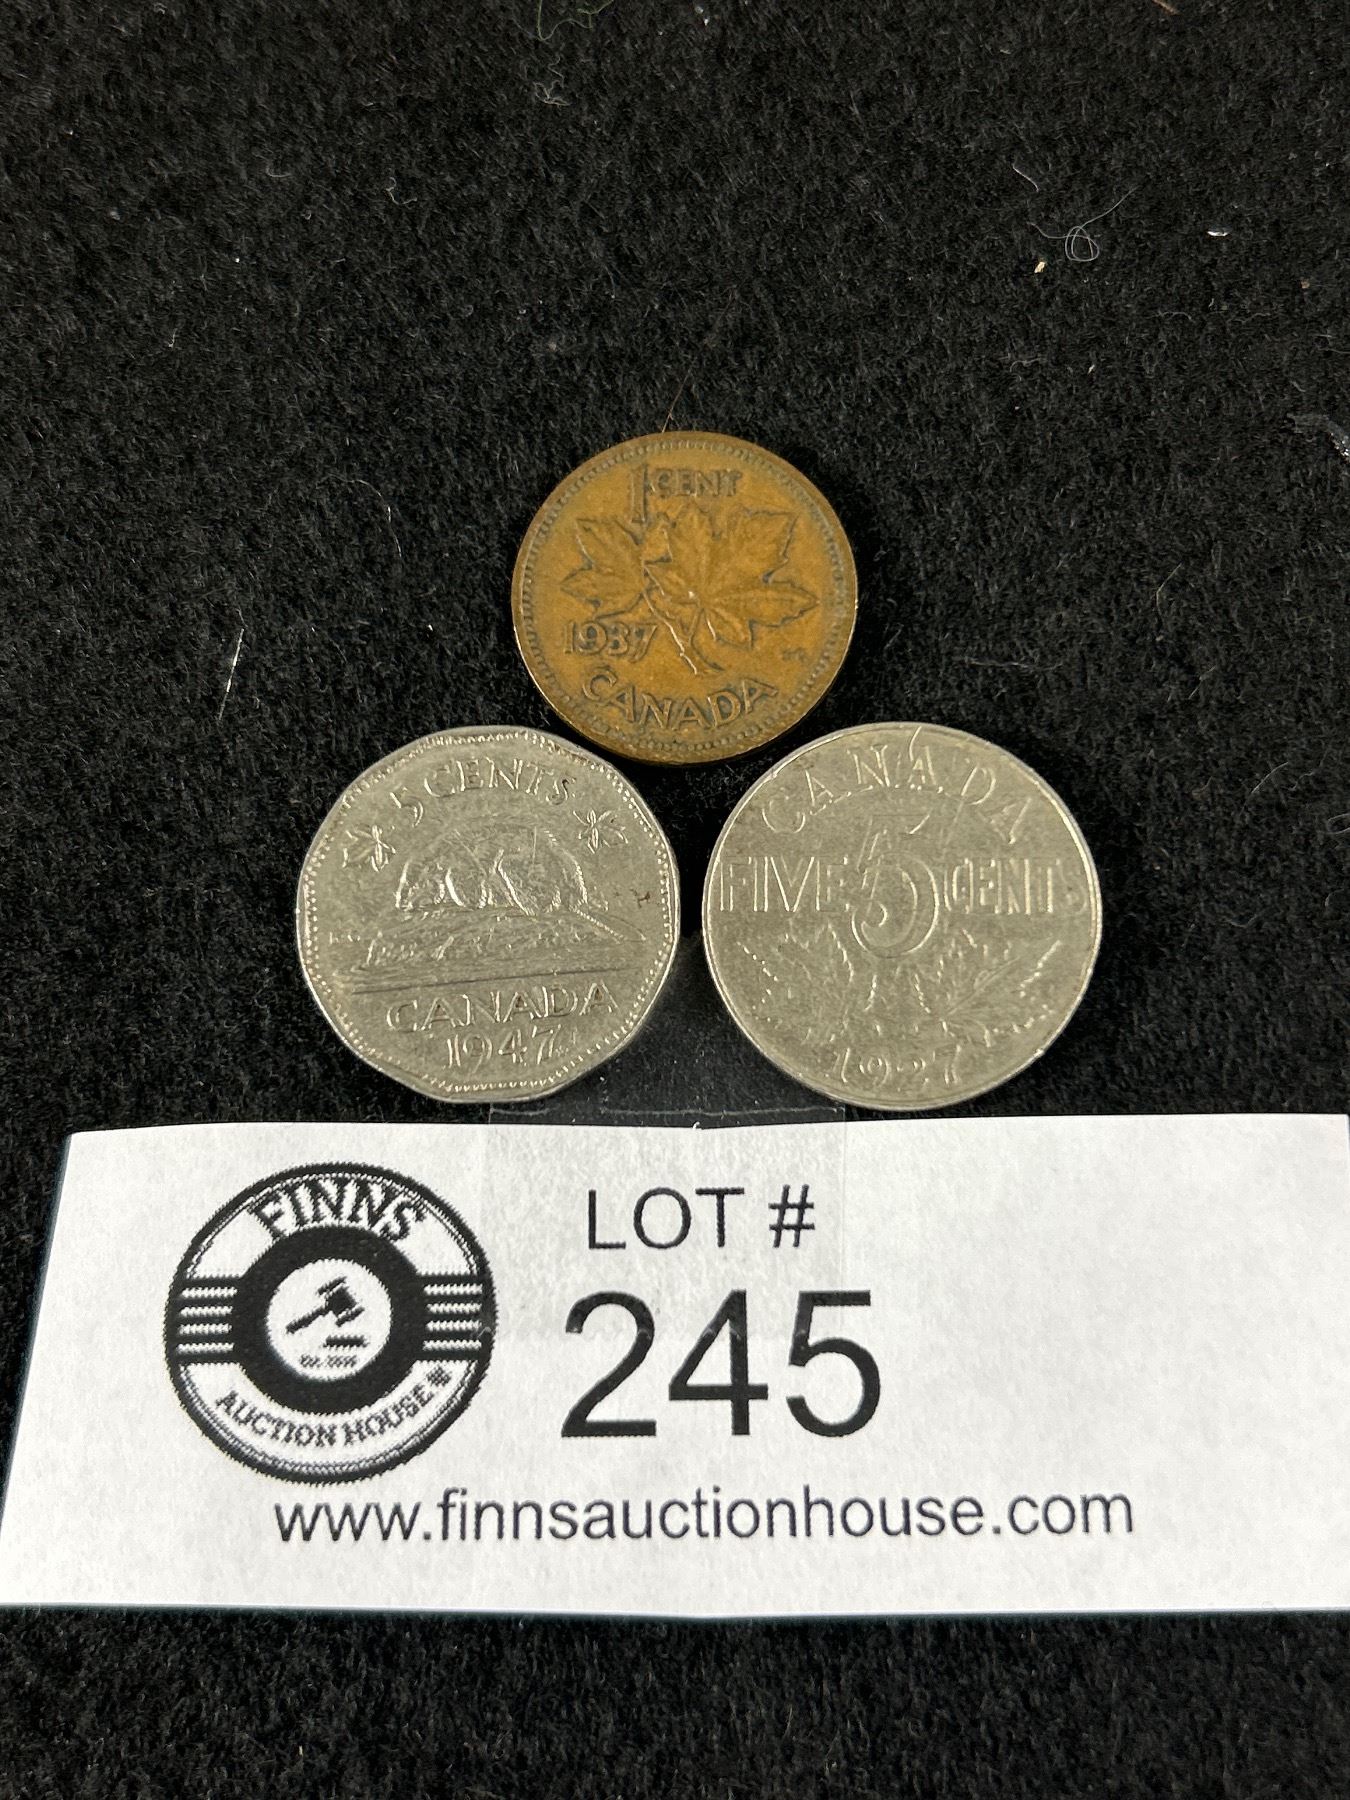 1 CENT
1937
CANADA
5 CENTS
CANADA
1947
CANADA
FIVE 5 CENTS
1927
FINNS
AUCTION HOUSE
LOT #
245
www.finnsauctionhouse.com